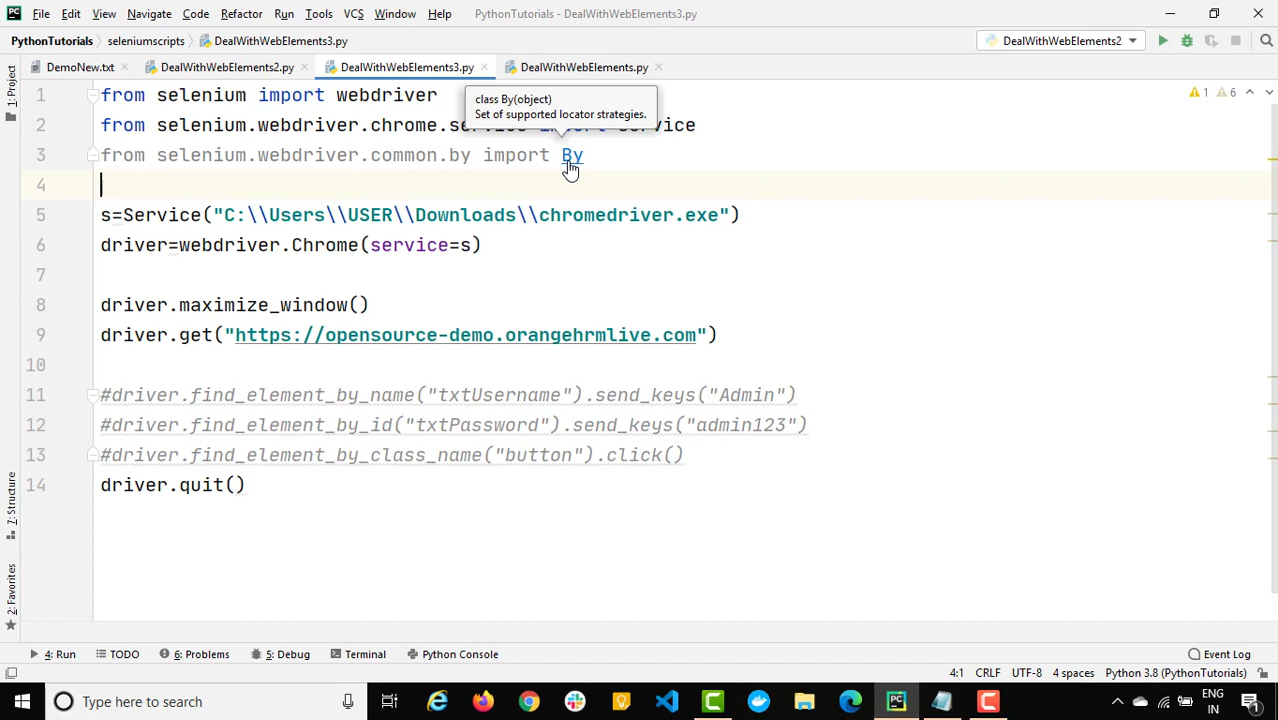 File Edit View Navigate Code Refactor Run Tools VCS Window Help PythonTutorials - DealWithWebElements3.py
PythonTutorials seleniumscripts DealWithWebElements3.py DealWithWebElements2
DemoNew.txt DealWithWebElements2.py DealWithWebElements3.py DealWithWebElements.py
1: Project
1 from selenium import webdriver
class By(object)
Set of supported locator strategies.
2 from selenium.webdriver.chrome.service import Service
1 6
3 from selenium.webdriver.common.by import By
4
5 s=Service("C:\\Users\\USER\\Downloads\\chromedriver.exe")
6 driver=webdriver.Chrome(service=s)
7
8 driver.maximize_window()
9 driver.get("https://opensource-demo.orangehrmlive.com")
10
11 #driver.find_element_by_name("txtUsername").send_keys("Admin")
12 #driver.find_element_by_id("txtPassword").send_keys("admin123")
13 #driver.find_element_by_class_name("button").click()
14 driver.quit()
7: Structure
2: Favorites
4: Run TODO 6: Problems 5: Debug Terminal Python Console Event Log
4:1 CRLF UTF-8 4 spaces Python 3.8 (PythonTutorials)
Type here to search
PC
ENG
IN
1